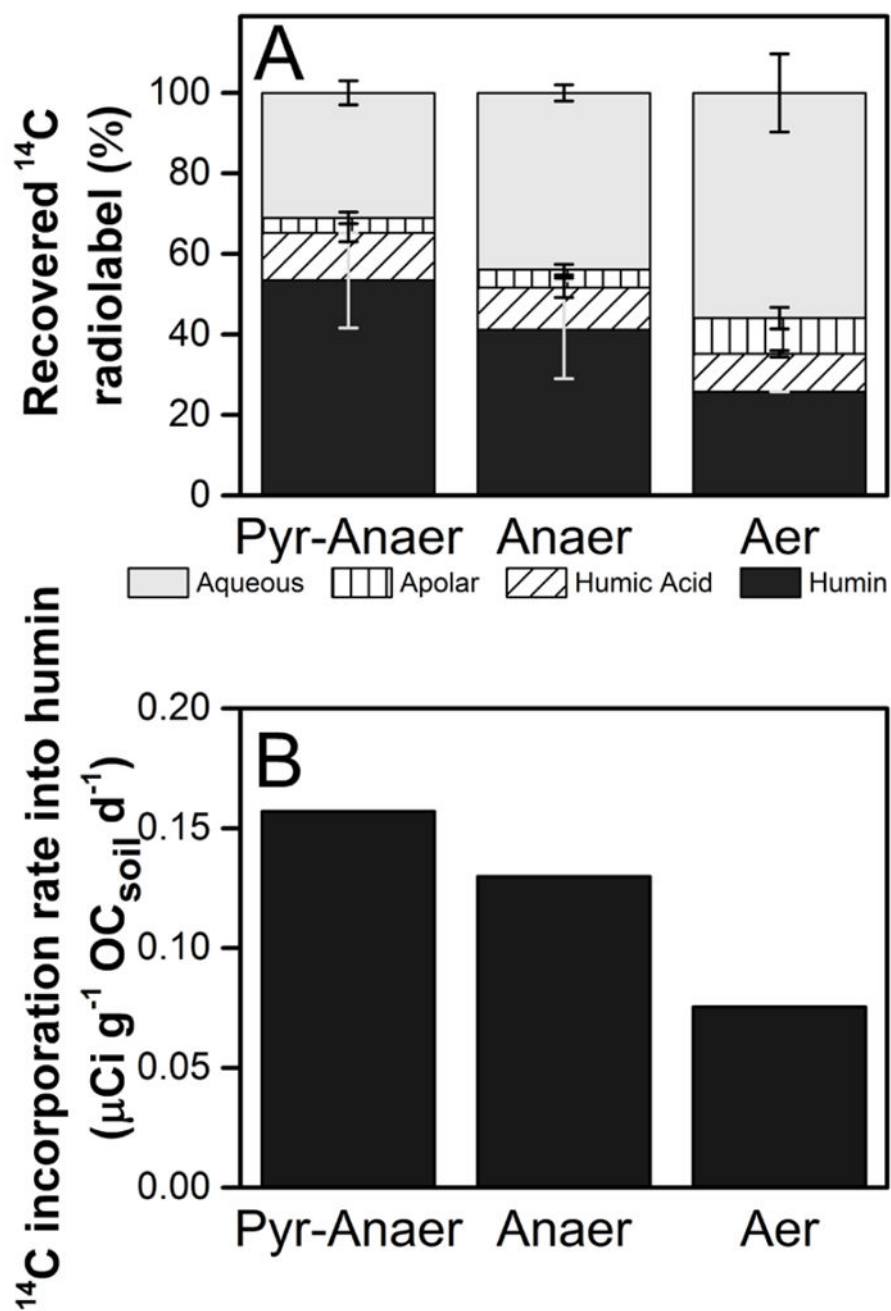 A
Recovered ¹⁴C
radiolabel (%)
100
80
60
40
20
0
Pyr-Anaer Anaer Aer
Aqueous Apolar Humic Acid Humin
B
¹⁴C incorporation rate into humin
(μCi g⁻¹ OCsoil d⁻¹)
0.20
0.15
0.10
0.05
0.00
Pyr-Anaer Anaer Aer